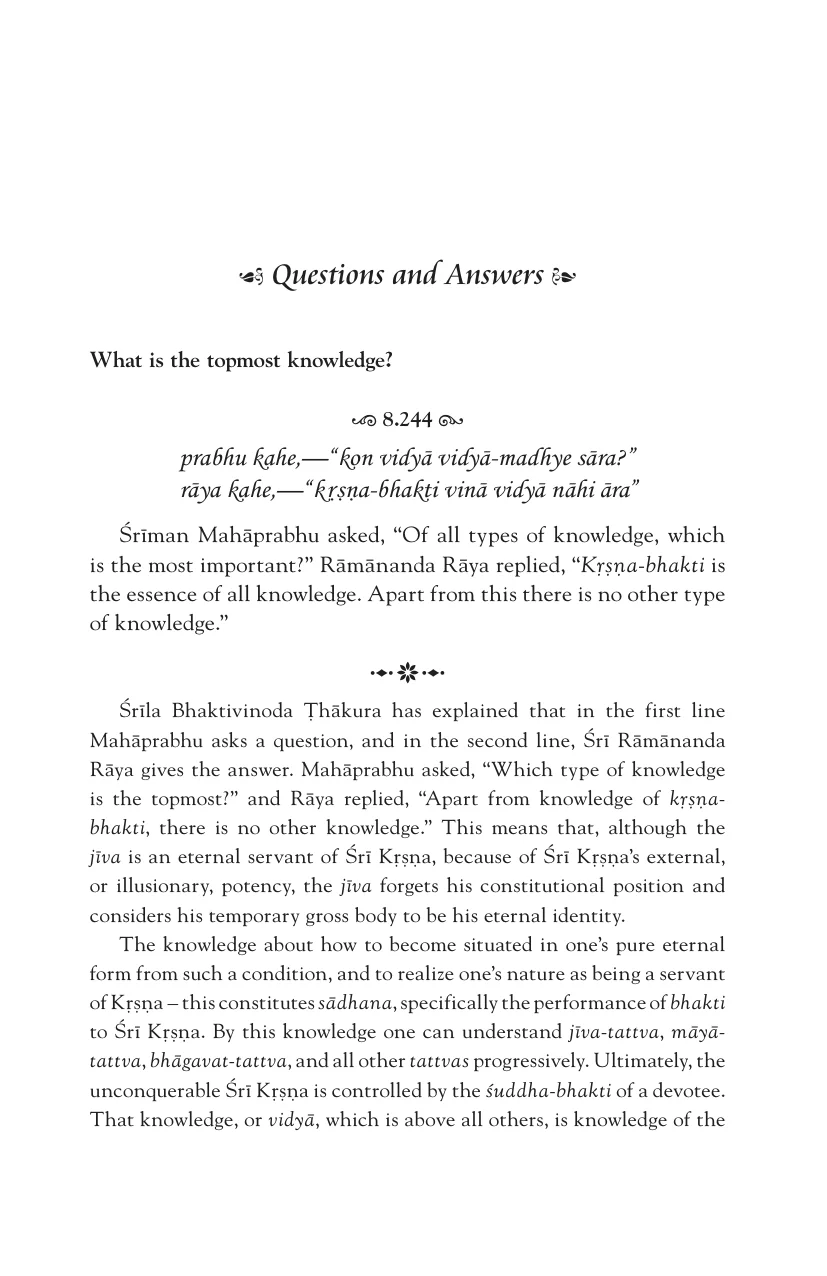 Questions and Answers
What is the topmost knowledge?
8.244
prabhu kahe,—“kon vidyā vidyā-madhye sāra?”
rāya kahe,—“kṛṣṇa-bhakti vinā vidyā nāhi āra”
Śrīman Mahāprabhu asked, “Of all types of knowledge, which
is the most important?” Rāmānanda Rāya replied, “Kṛṣṇa-bhakti is
the essence of all knowledge. Apart from this there is no other type
of knowledge.”
Śrīla Bhaktivinoda Ṭhākura has explained that in the first line
Mahāprabhu asks a question, and in the second line, Śrī Rāmānanda
Rāya gives the answer. Mahāprabhu asked, “Which type of knowledge
is the topmost?” and Rāya replied, “Apart from knowledge of kṛṣṇa-
bhakti, there is no other knowledge.” This means that, although the
jīva is an eternal servant of Śrī Kṛṣṇa, because of Śrī Kṛṣṇa’s external,
or illusionary, potency, the jīva forgets his constitutional position and
considers his temporary gross body to be his eternal identity.
The knowledge about how to become situated in one’s pure eternal
form from such a condition, and to realize one’s nature as being a servant
of Kṛṣṇa – this constitutes sādhana, specifically the performance of bhakti
to Śrī Kṛṣṇa. By this knowledge one can understand jīva-tattva, māyā-
tattva, bhāgavat-tattva, and all other tattvas progressively. Ultimately, the
unconquerable Śrī Kṛṣṇa is controlled by the śuddha-bhakti of a devotee.
That knowledge, or vidyā, which is above all others, is knowledge of the